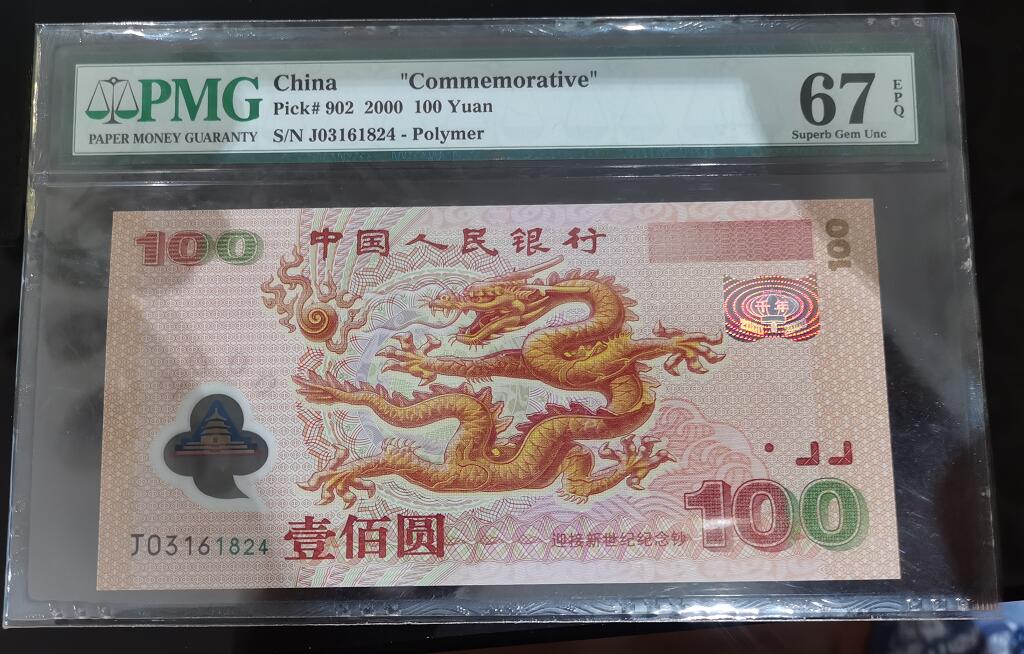 PMG
PAPER MONEY GUARANTY
China "Commemorative"
Pick# 902 2000 100 Yuan
S/N J03161824 - Polymer
67
EPQ
Superb Gem Unc
100
中国人民银行
100
千年
J03161824
壹佰圆
迎接新世纪纪念钞
100